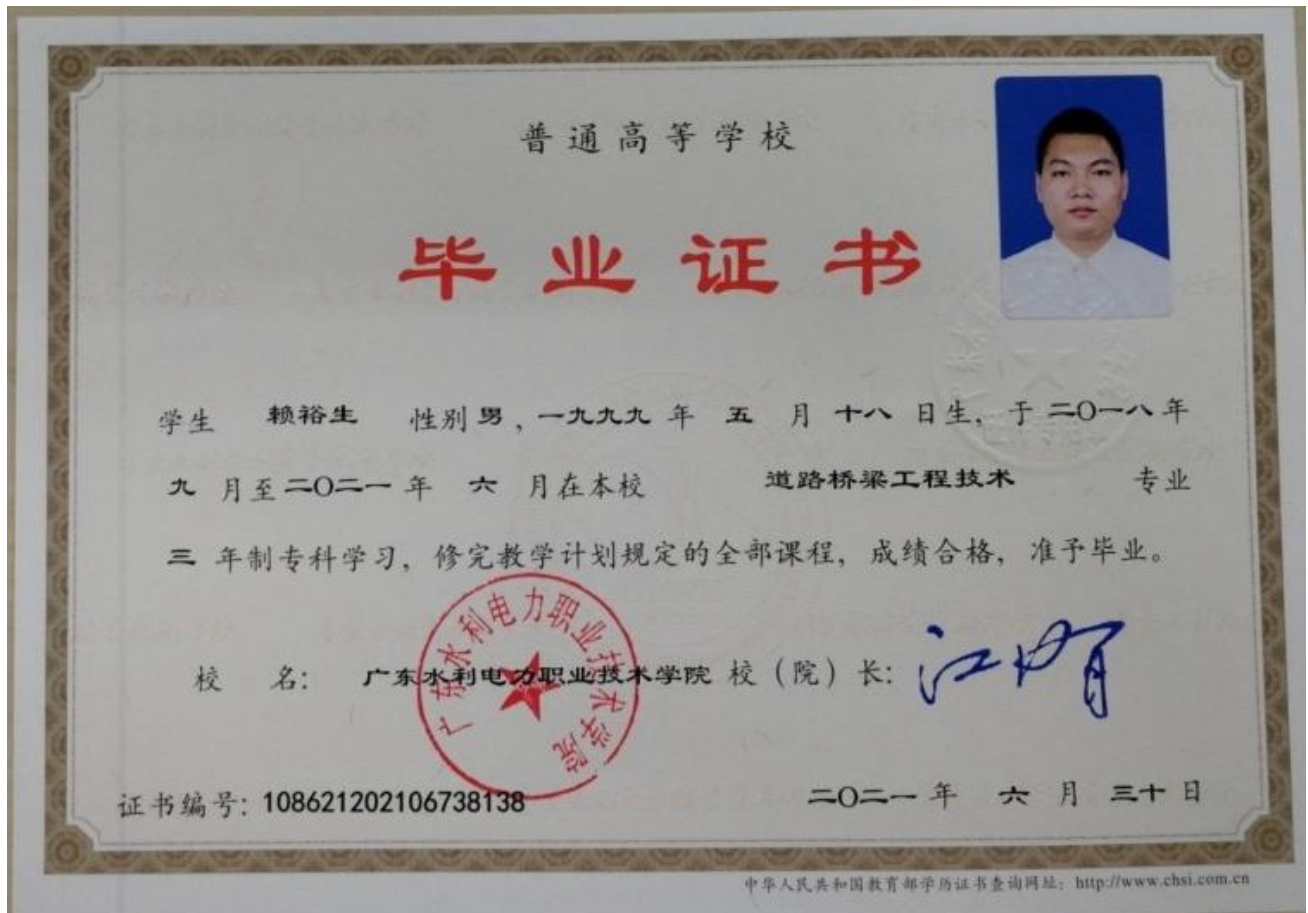 普通高等学校
毕业证书
学生 赖裕生 性别 男 , 一九九九 年 五 月 十八 日生, 于 二〇一八 年
九 月至 二〇二一 年 六 月在本校 道路桥梁工程技术 专业
三 年制专科学习, 修完教学计划规定的全部课程, 成绩合格, 准予毕业。
广东水利电力职业技术学院
校 名: 广东水利电力职业技术学院 校（院）长:
证书编号: 108621202106738138 二〇二一 年 六 月 三十 日
中华人民共和国教育部学历证书查询网址: http://www.chsi.com.cn